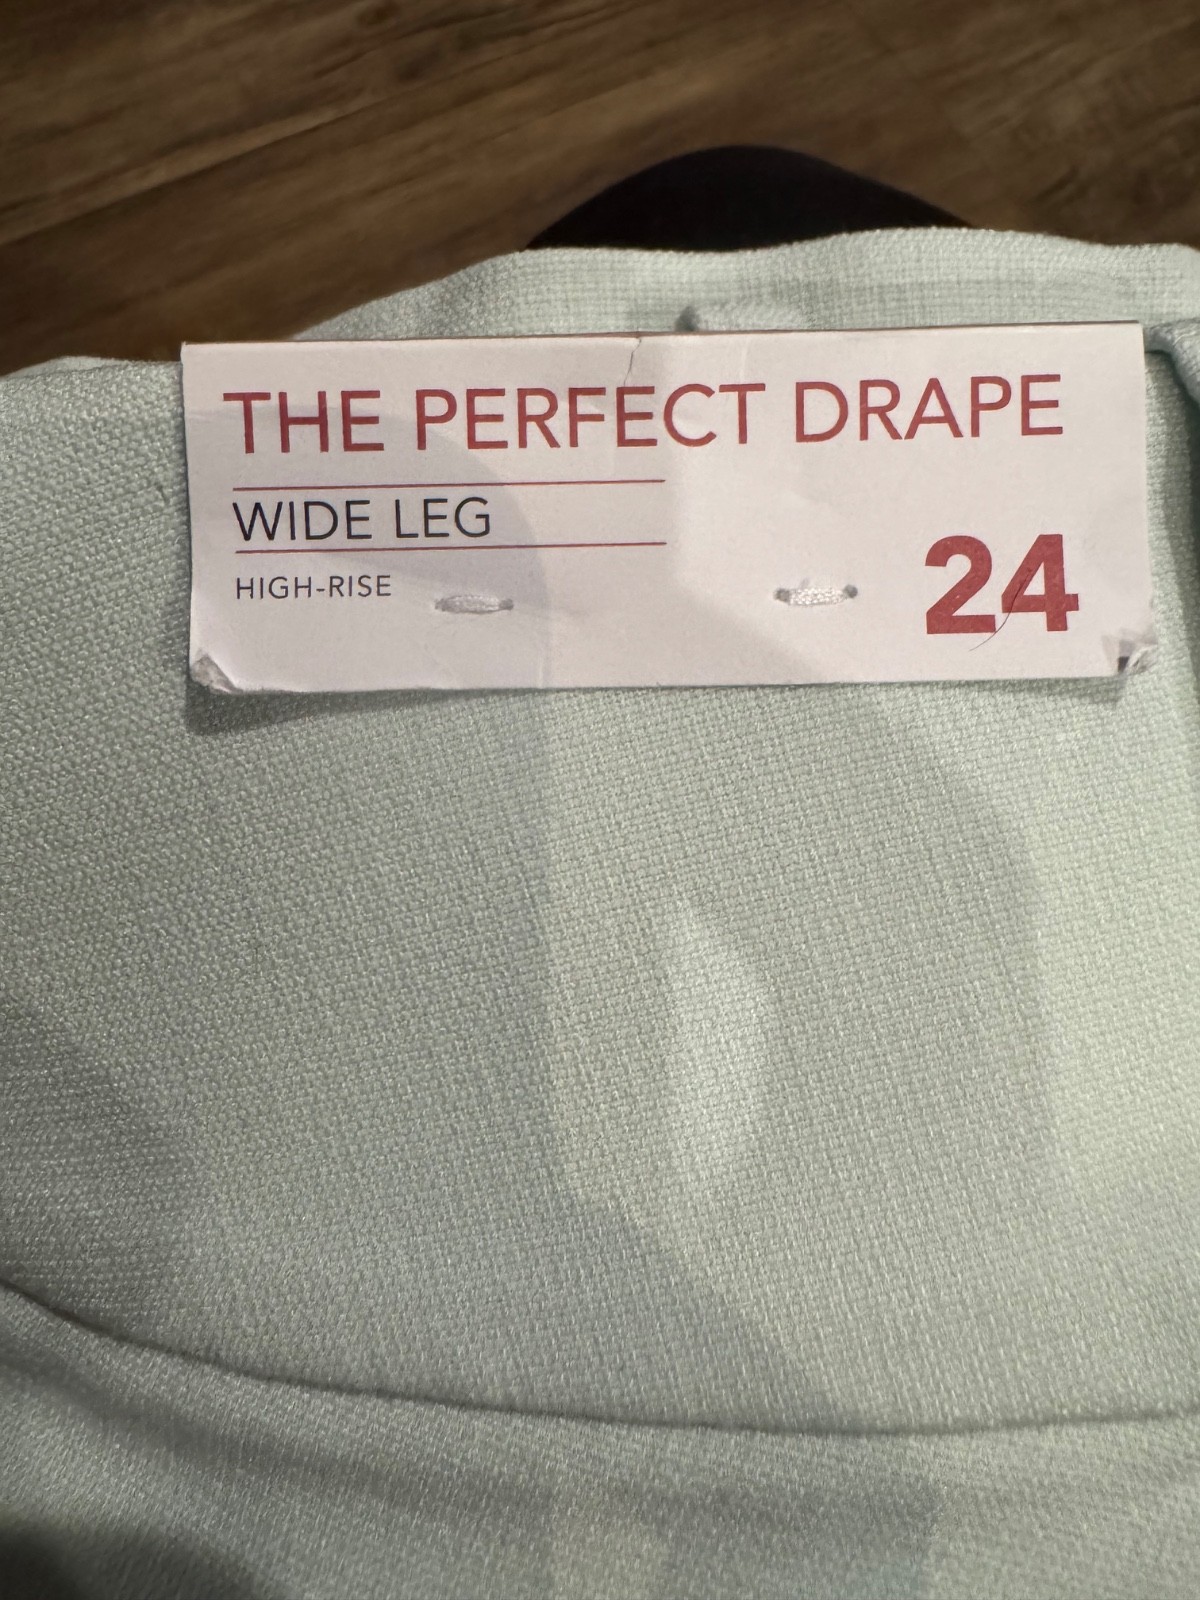 THE PERFECT DRAPE
WIDE LEG
HIGH-RISE
24